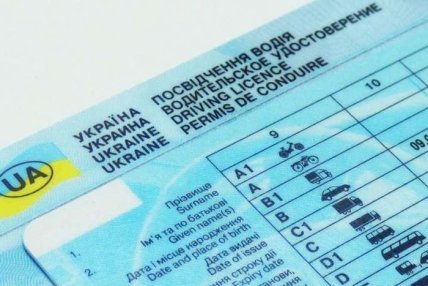 УКРАЇНА
УКРАИНА
UKRAINE
UKRAINE
ПОСВІДЧЕННЯ ВОДІЯ
ВОДИТЕЛЬСКОЕ УДОСТОВЕРЕНИЕ
DRIVING LICENCE
PERMIS DE CONDUIRE
UA
9
10
A1
A
B1
B
C1
C
D1
D
09.0
1.
2.
Прізвище
Surname
Ім'я та по батькові
Given name(s)
Дата і місце народження
Date and place of birth
Дата видачі
Date of issue
строку дії
Expiry date